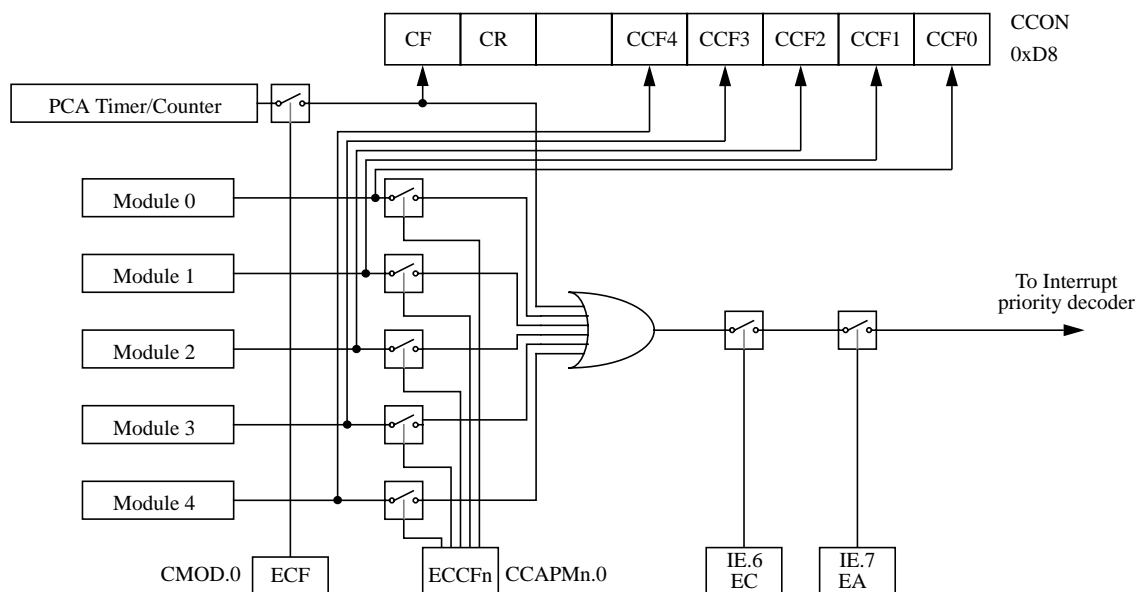 CF CR CCF4 CCF3 CCF2 CCF1 CCF0 CCON
0xD8
PCA Timer/Counter
Module 0
Module 1
To Interrupt
priority decoder
Module 2
Module 3
Module 4
CMOD.0 ECF ECCFn CCAPMn.0
IE.6
EC
IE.7
EA